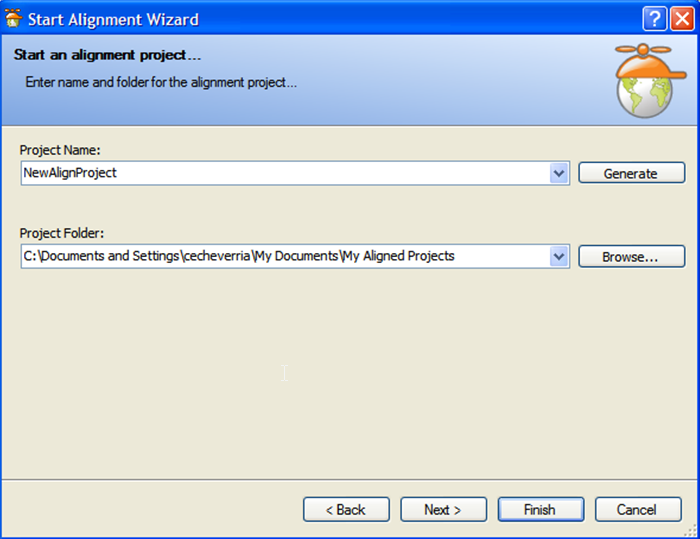 Start Alignment Wizard
Start an alignment project...
Enter name and folder for the alignment project...
Project Name:
NewAlignProject
Generate
Project Folder:
C:\Documents and Settings\cecheverria\My Documents\My Aligned Projects
Browse...
< Back
Next >
Finish
Cancel